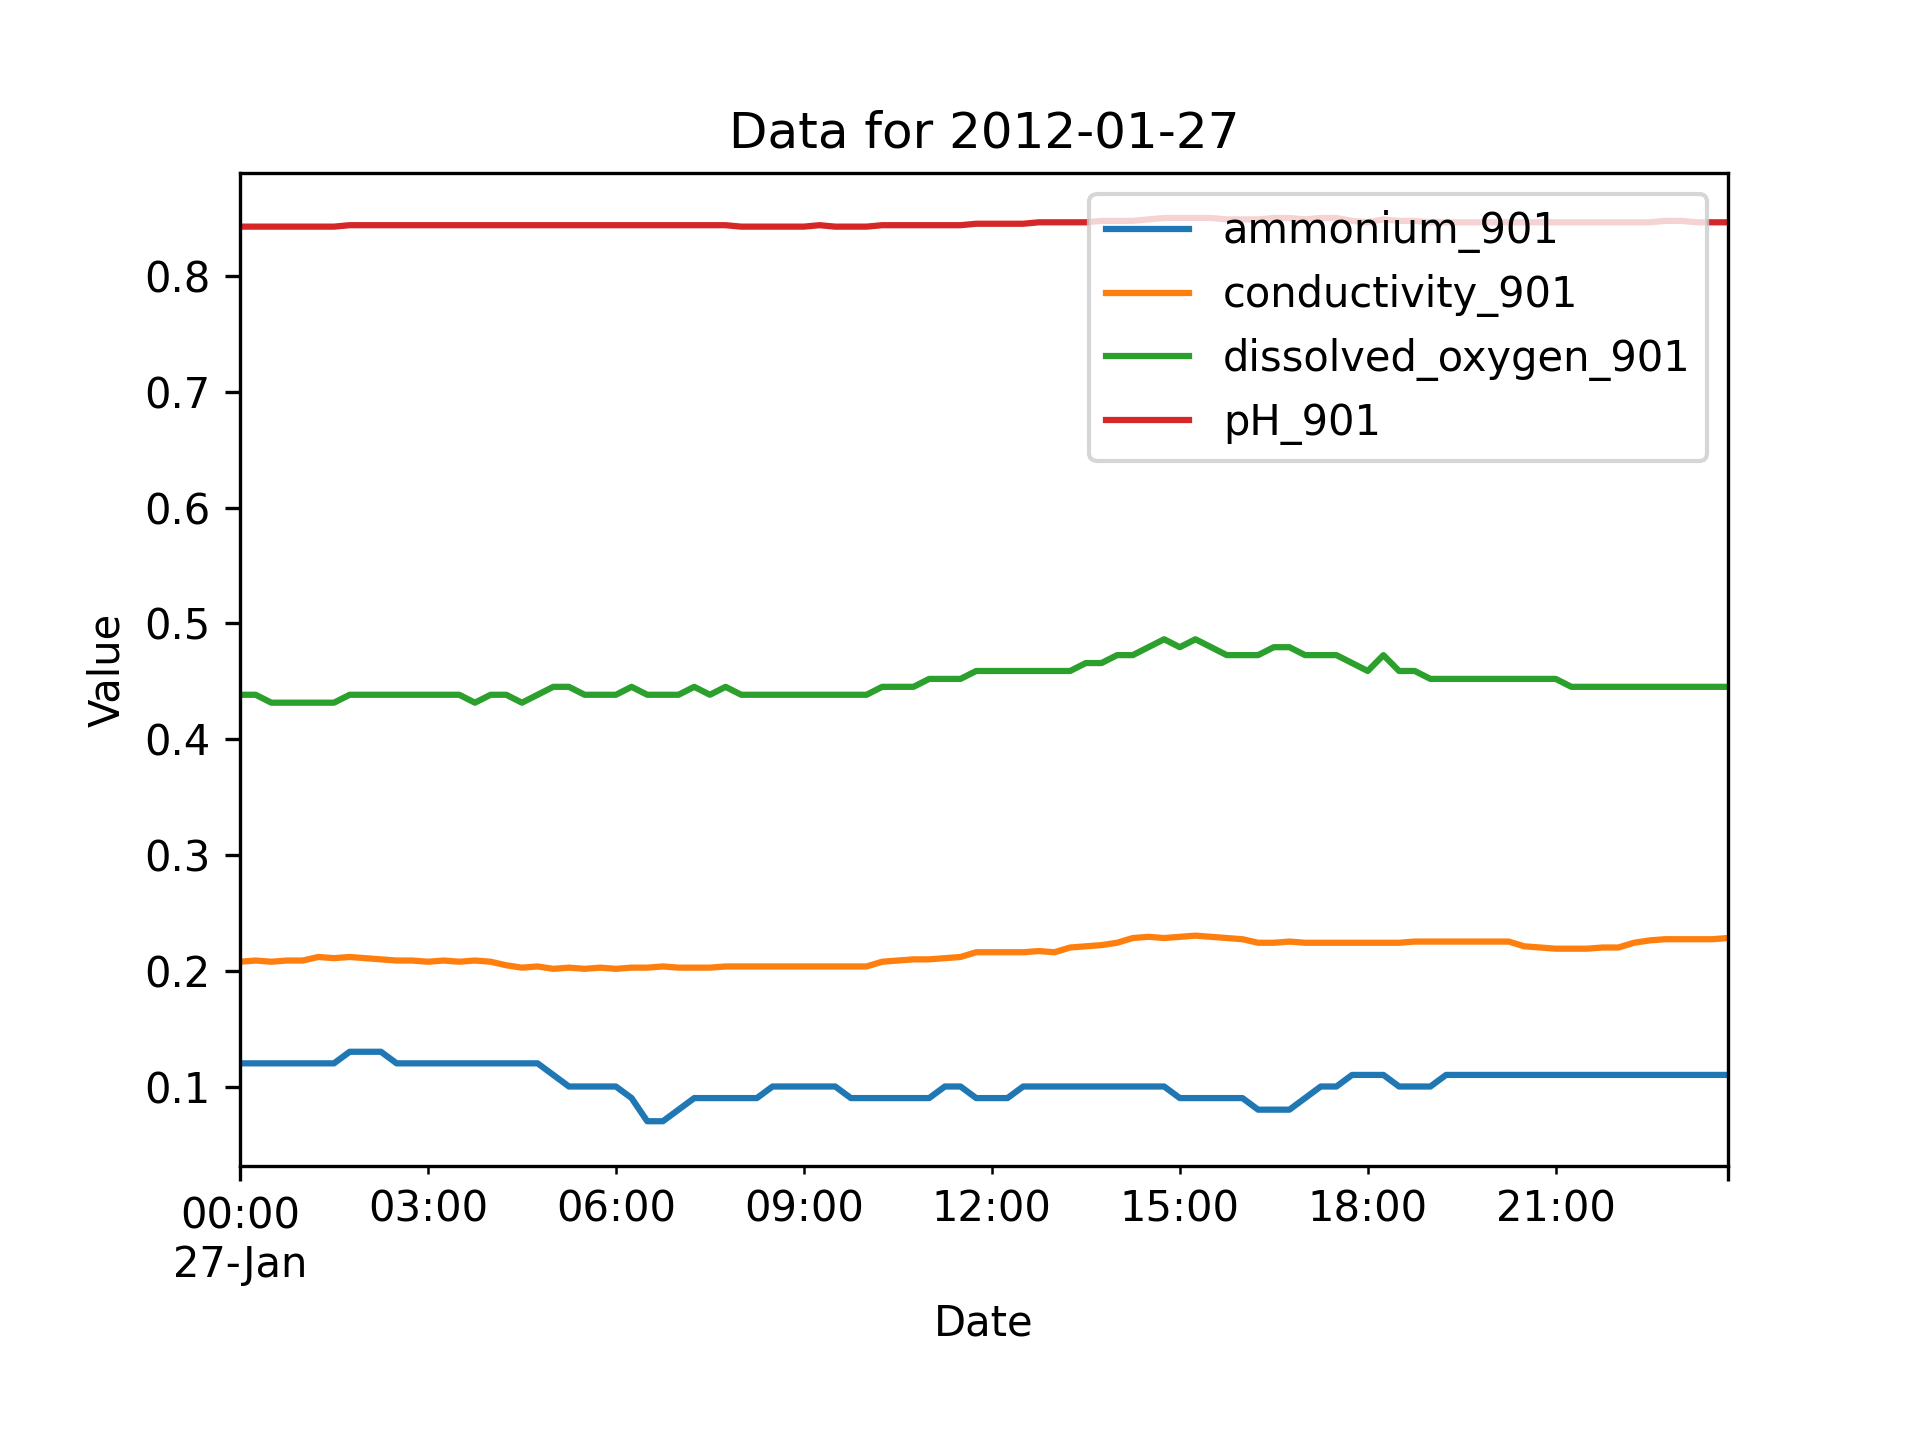 Data for 2012-01-27
ammonium_901
conductivity_901
dissolved_oxygen_901
pH_901
0.8
0.7
0.6
0.5
0.4
0.3
0.2
0.1
Value
00:00 03:00 06:00 09:00 12:00 15:00 18:00 21:00
27-Jan
Date